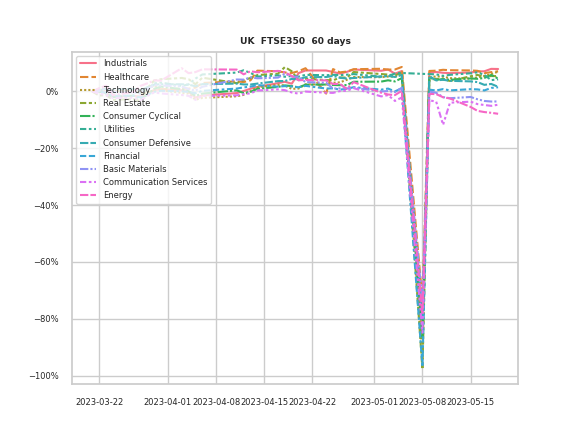 UK  FTSE350  60 days
Industrials
Healthcare
Technology
Real Estate
Consumer Cyclical
Utilities
Consumer Defensive
Financial
Basic Materials
Communication Services
Energy
0%
−20%
−40%
−60%
−80%
−100%
2023-03-22 2023-04-01 2023-04-08 2023-04-15 2023-04-22 2023-05-01 2023-05-08 2023-05-15